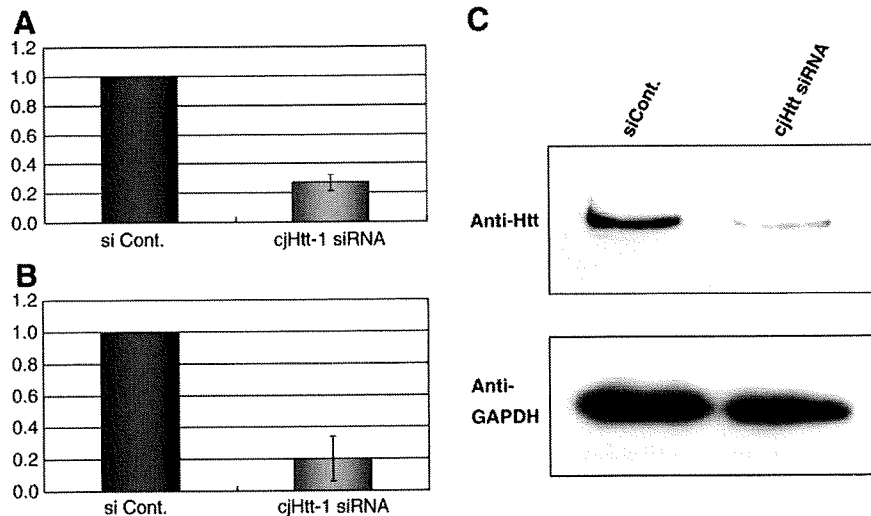 A
1.2
1.0
0.8
0.6
0.4
0.2
0.0
si Cont.
cjHtt-1 siRNA
B
1.2
1.0
0.8
0.6
0.4
0.2
0.0
si Cont.
cjHtt-1 siRNA
C
siCont.
cjHtt siRNA
Anti-Htt
Anti-
GAPDH